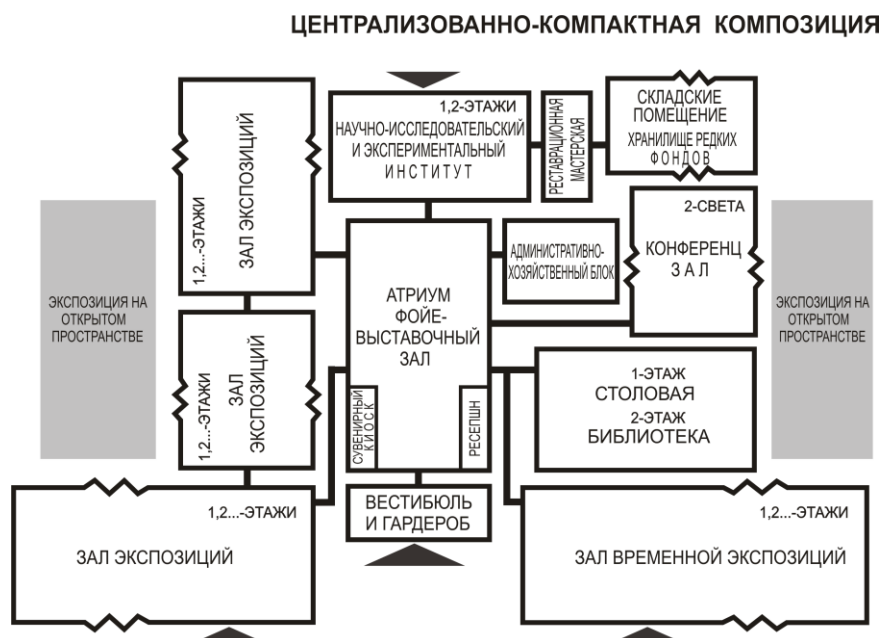 ЦЕНТРАЛИЗОВАННО-КОМПАКТНАЯ КОМПОЗИЦИЯ
1,2...-ЭТАЖИ
ЗАЛ ЭКСПОЗИЦИЙ
1,2-ЭТАЖИ
НАУЧНО-ИССЛЕДОВАТЕЛЬСКИЙ
И ЭКСПЕРИМЕНТАЛЬНЫЙ
ИНСТИТУТ
РЕСТАВРАЦИОННАЯ
МАСТЕРСКАЯ
СКЛАДСКИЕ
ПОМЕЩЕНИЕ
ХРАНИЛИЩЕ РЕДКИХ
ФОНДОВ
2-СВЕТА
КОНФЕРЕНЦ
ЗАЛ
АДМИНИСТРАТИВНО-
ХОЗЯЙСТВЕННЫЙ БЛОК
ЭКСПОЗИЦИЯ НА
ОТКРЫТОМ
ПРОСТРАНСТВЕ
АТРИУМ
ФОЙЕ-
ВЫСТАВОЧНЫЙ
ЗАЛ
ЭКСПОЗИЦИЯ НА
ОТКРЫТОМ
ПРОСТРАНСТВЕ
1,2...-ЭТАЖИ
ЗАЛ
ЭКСПОЗИЦИЙ
СУВЕНИРНЫЙ
КИОСК
РЕСЕПШН
1-ЭТАЖ
СТОЛОВАЯ
2-ЭТАЖ
БИБЛИОТЕКА
1,2...-ЭТАЖИ
ЗАЛ ЭКСПОЗИЦИЙ
ВЕСТИБЮЛЬ
И ГАРДЕРОБ
1,2...-ЭТАЖИ
ЗАЛ ВРЕМЕННОЙ ЭКСПОЗИЦИЙ